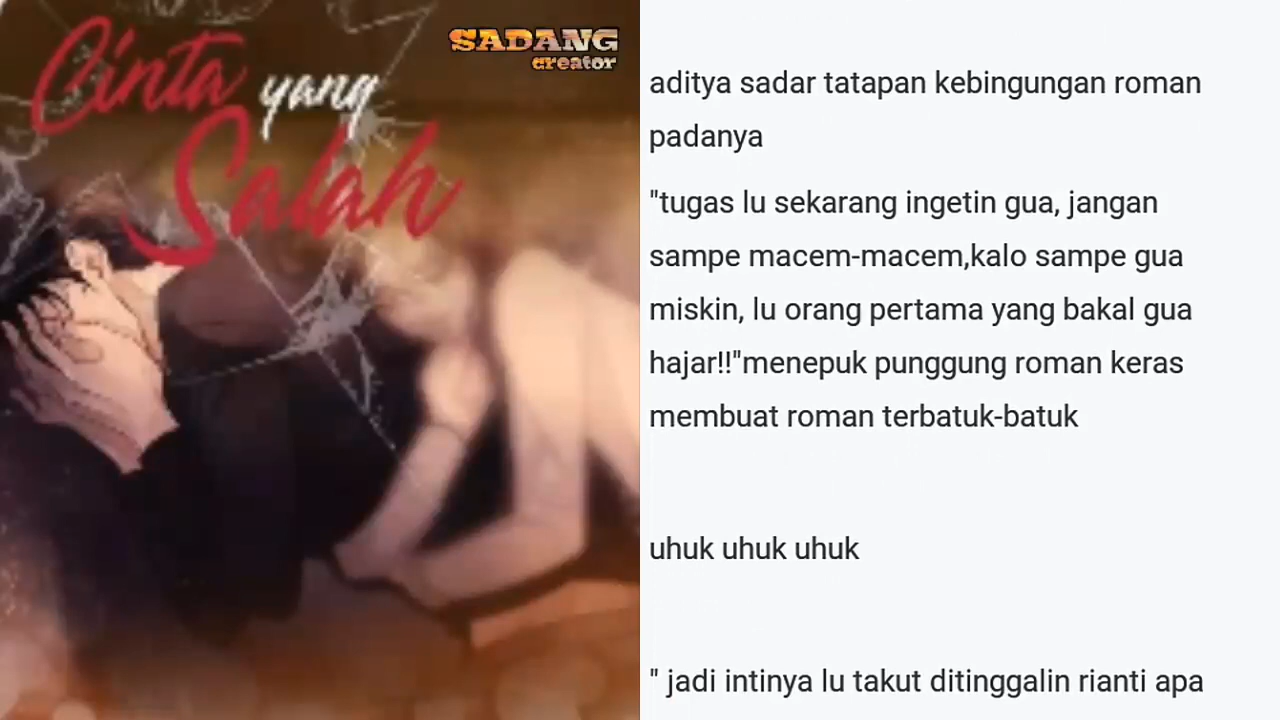 Cinta yang
Salah
SADANG
creator
aditya sadar tatapan kebingungan roman
padanya
"tugas lu sekarang ingetin gua, jangan
sampe macem-macem,kalo sampe gua
miskin, lu orang pertama yang bakal gua
hajar!!"menepuk punggung roman keras
membuat roman terbatuk-batuk
uhuk uhuk uhuk
" jadi intinya lu takut ditinggalin rianti apa